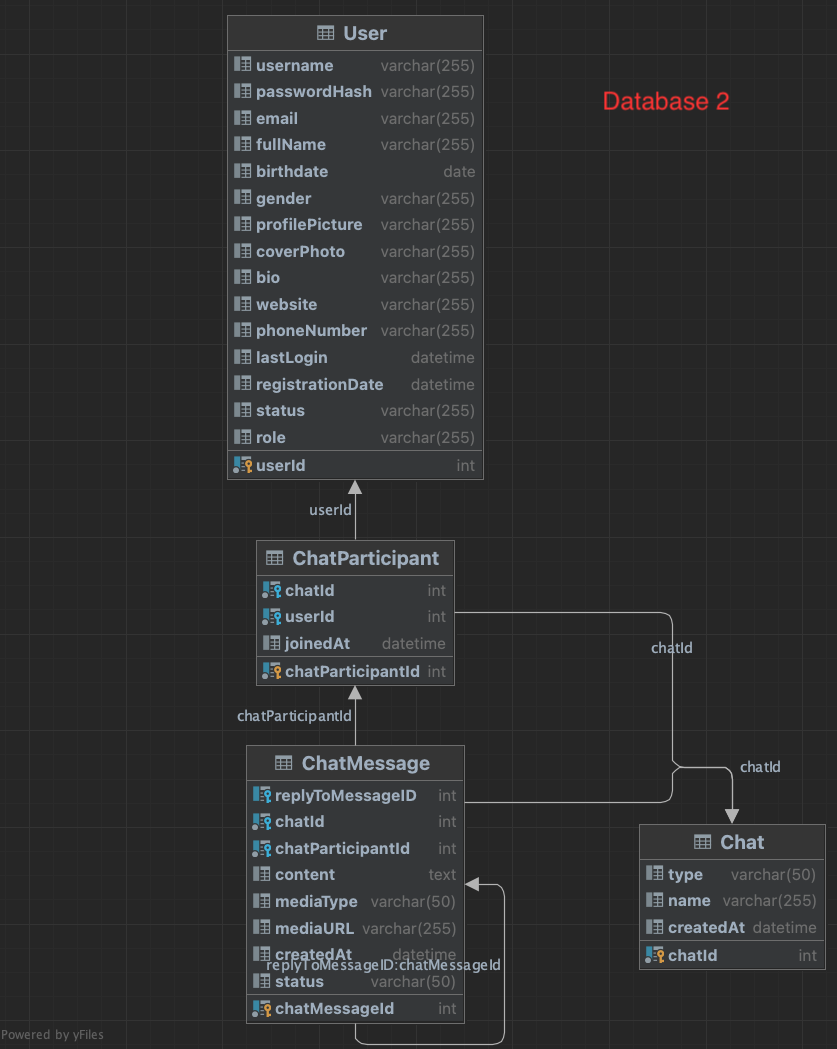 User
username varchar(255)
passwordHash varchar(255)
email varchar(255)
fullName varchar(255)
birthdate date
gender varchar(255)
profilePicture varchar(255)
coverPhoto varchar(255)
bio varchar(255)
website varchar(255)
phoneNumber varchar(255)
lastLogin datetime
registrationDate datetime
status varchar(255)
role varchar(255)
userId int
Database 2
userId
ChatParticipant
chatId int
userId int
joinedAt datetime
chatParticipantId int
chatId
chatParticipantId
ChatMessage
replyToMessageID int
chatId int
chatParticipantId int
content text
mediaType varchar(50)
mediaURL varchar(255)
createdAt datetime
replyToMessageID:chatMessageId
status varchar(50)
chatMessageId int
chatId
Chat
type varchar(50)
name varchar(255)
createdAt datetime
chatId int
Powered by yFiles